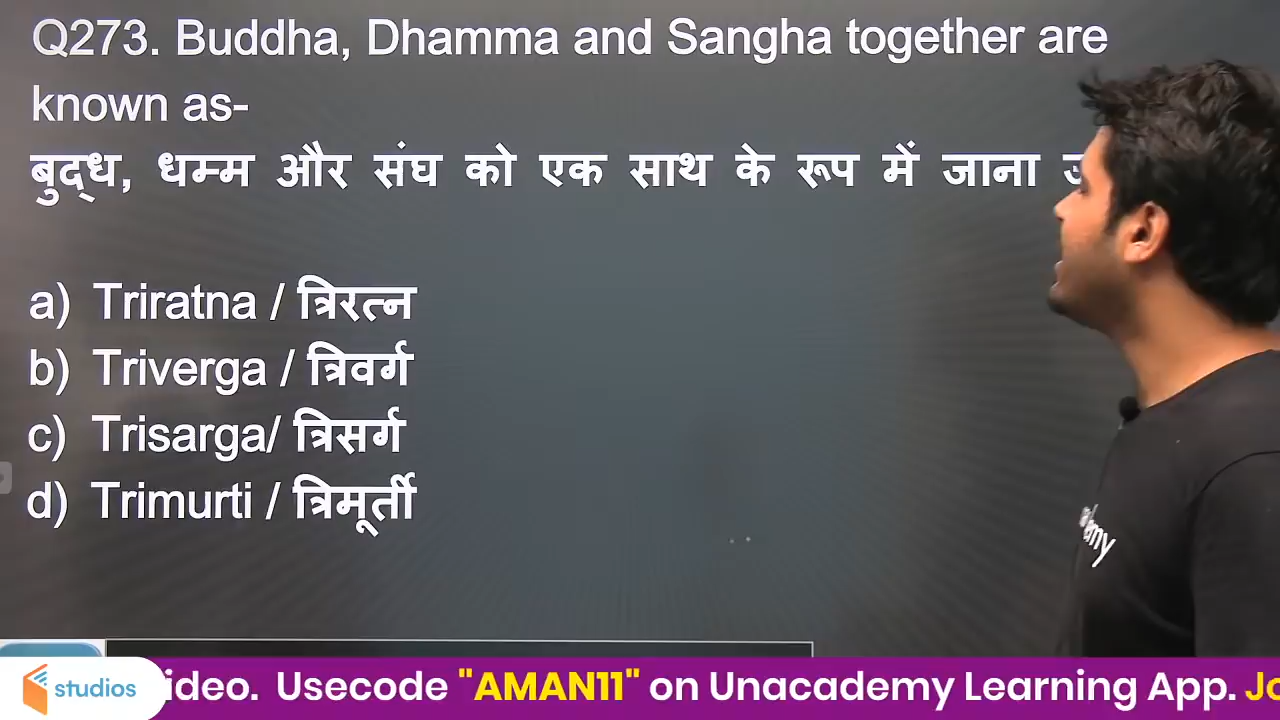 Q273. Buddha, Dhamma and Sangha together are
known as-
बुद्ध, धम्म और संघ को एक साथ के रूप में जाना
a) Triratna / त्रिरत्न
b) Triverga / त्रिवर्ग
c) Trisarga/ त्रिसर्ग
d) Trimurti / त्रिमूर्ती
studios
ideo. Usecode "AMAN11" on Unacademy Learning App. Jo